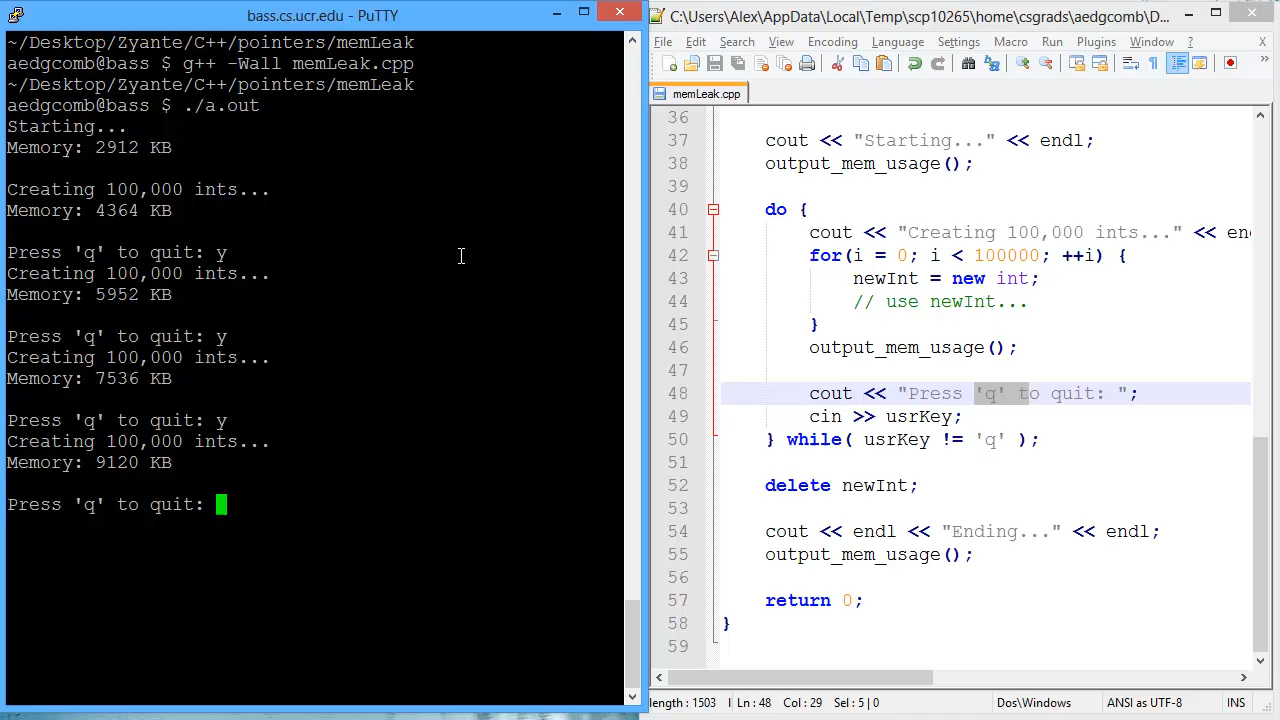 bass.cs.ucr.edu - PuTTY
~/Desktop/Zyante/C++/pointers/memLeak
aedgcomb@bass $ g++ -Wall memLeak.cpp
~/Desktop/Zyante/C++/pointers/memLeak
aedgcomb@bass $ ./a.out
Starting...
Memory: 2912 KB
Creating 100,000 ints...
Memory: 4364 KB
Press 'q' to quit: y
Creating 100,000 ints...
Memory: 5952 KB
Press 'q' to quit: y
Creating 100,000 ints...
Memory: 7536 KB
Press 'q' to quit: y
Creating 100,000 ints...
Memory: 9120 KB
Press 'q' to quit:
C:\Users\Alex\AppData\Local\Temp\scp10265\home\csgrads\aedgcomb\D...
File Edit Search View Encoding Language Settings Macro Run Plugins Window ? X
memLeak.cpp
36
37 cout << "Starting..." << endl;
38 output_mem_usage();
39
40 do {
41 cout << "Creating 100,000 ints..." << en
42 for(i = 0; i < 100000; ++i) {
43 newInt = new int;
44 // use newInt...
45 }
46 output_mem_usage();
47
48 cout << "Press 'q' to quit: ";
49 cin >> usrKey;
50 } while( usrKey != 'q' );
51
52 delete newInt;
53
54 cout << endl << "Ending..." << endl;
55 output_mem_usage();
56
57 return 0;
58 }
59
length : 1503 l Ln : 48 Col : 29 Sel : 5 | 0 Dos\Windows ANSI as UTF-8 INS